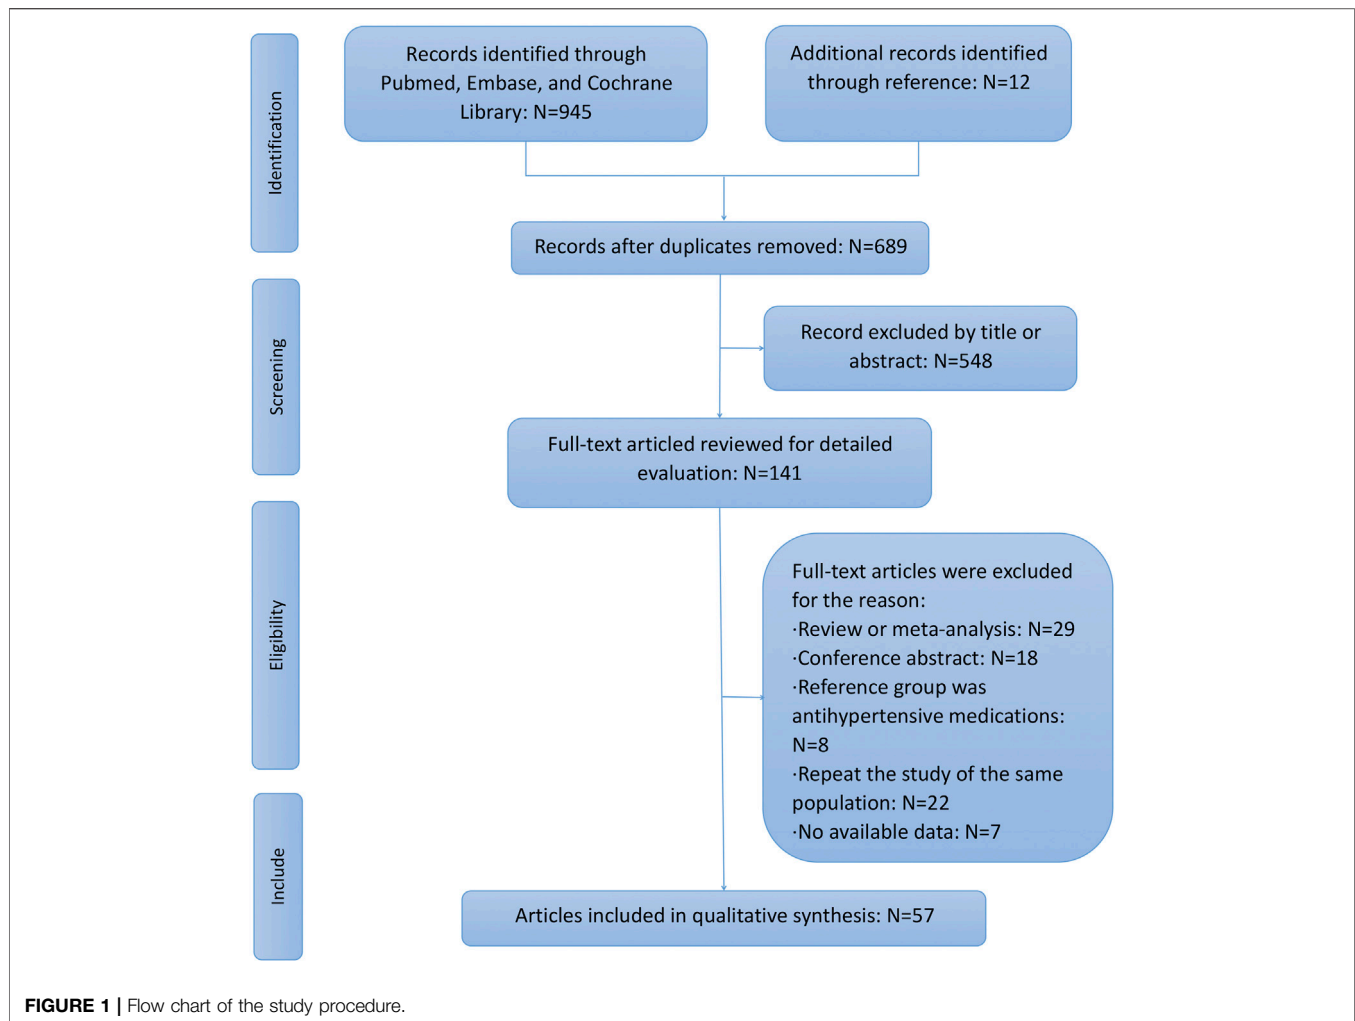 Identification
Records identified through
Pubmed, Embase, and Cochrane
Library: N=945
Additional records identified
through reference: N=12
Records after duplicates removed: N=689
Screening
Record excluded by title or
abstract: N=548
Full-text articled reviewed for detailed
evaluation: N=141
Eligibility
Full-text articles were excluded
for the reason:
·Review or meta-analysis: N=29
·Conference abstract: N=18
·Reference group was
antihypertensive medications:
N=8
·Repeat the study of the same
population: N=22
·No available data: N=7
Include
Articles included in qualitative synthesis: N=57
FIGURE 1 | Flow chart of the study procedure.